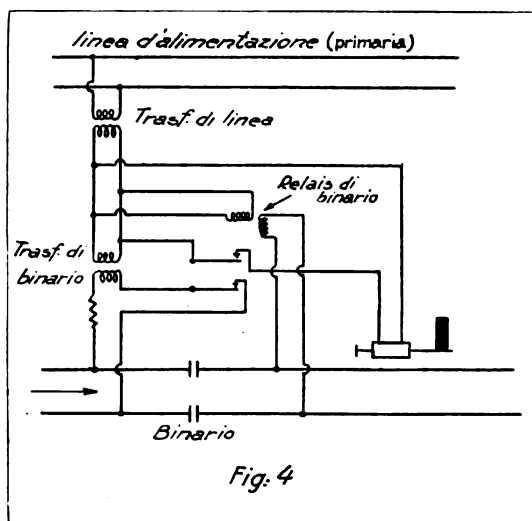 linea d'alimentazione (primaria)
Trasf. di linea
Relais di
binario
Trasf. di
binario
Binario
Fig: 4